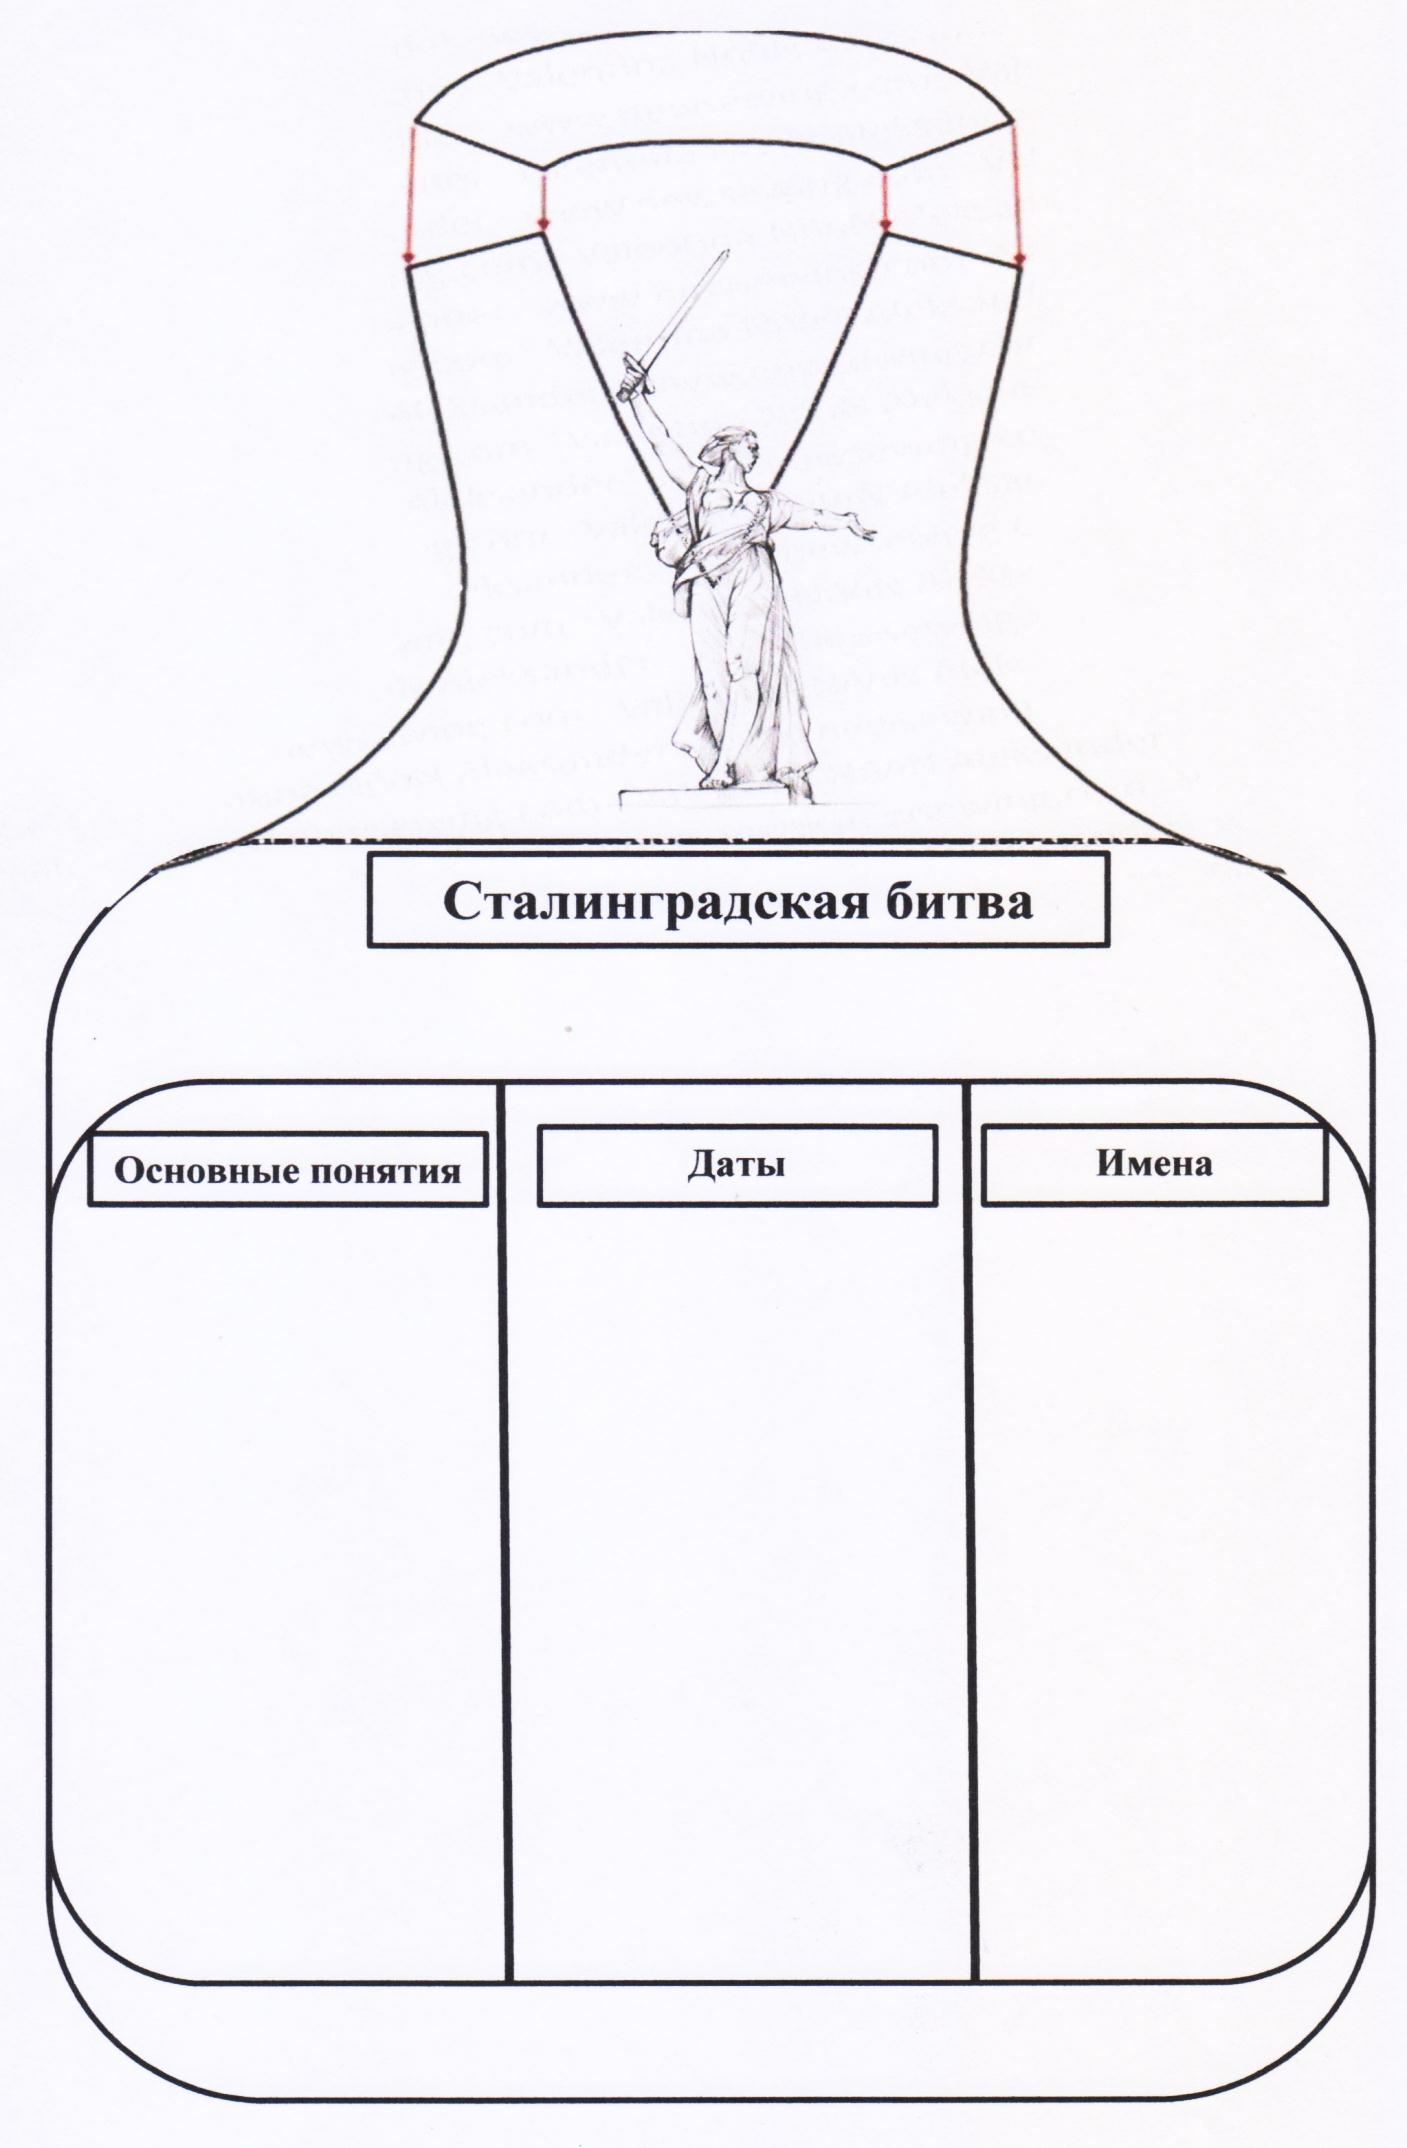 Сталинградская битва
Основные понятия
Даты
Имена